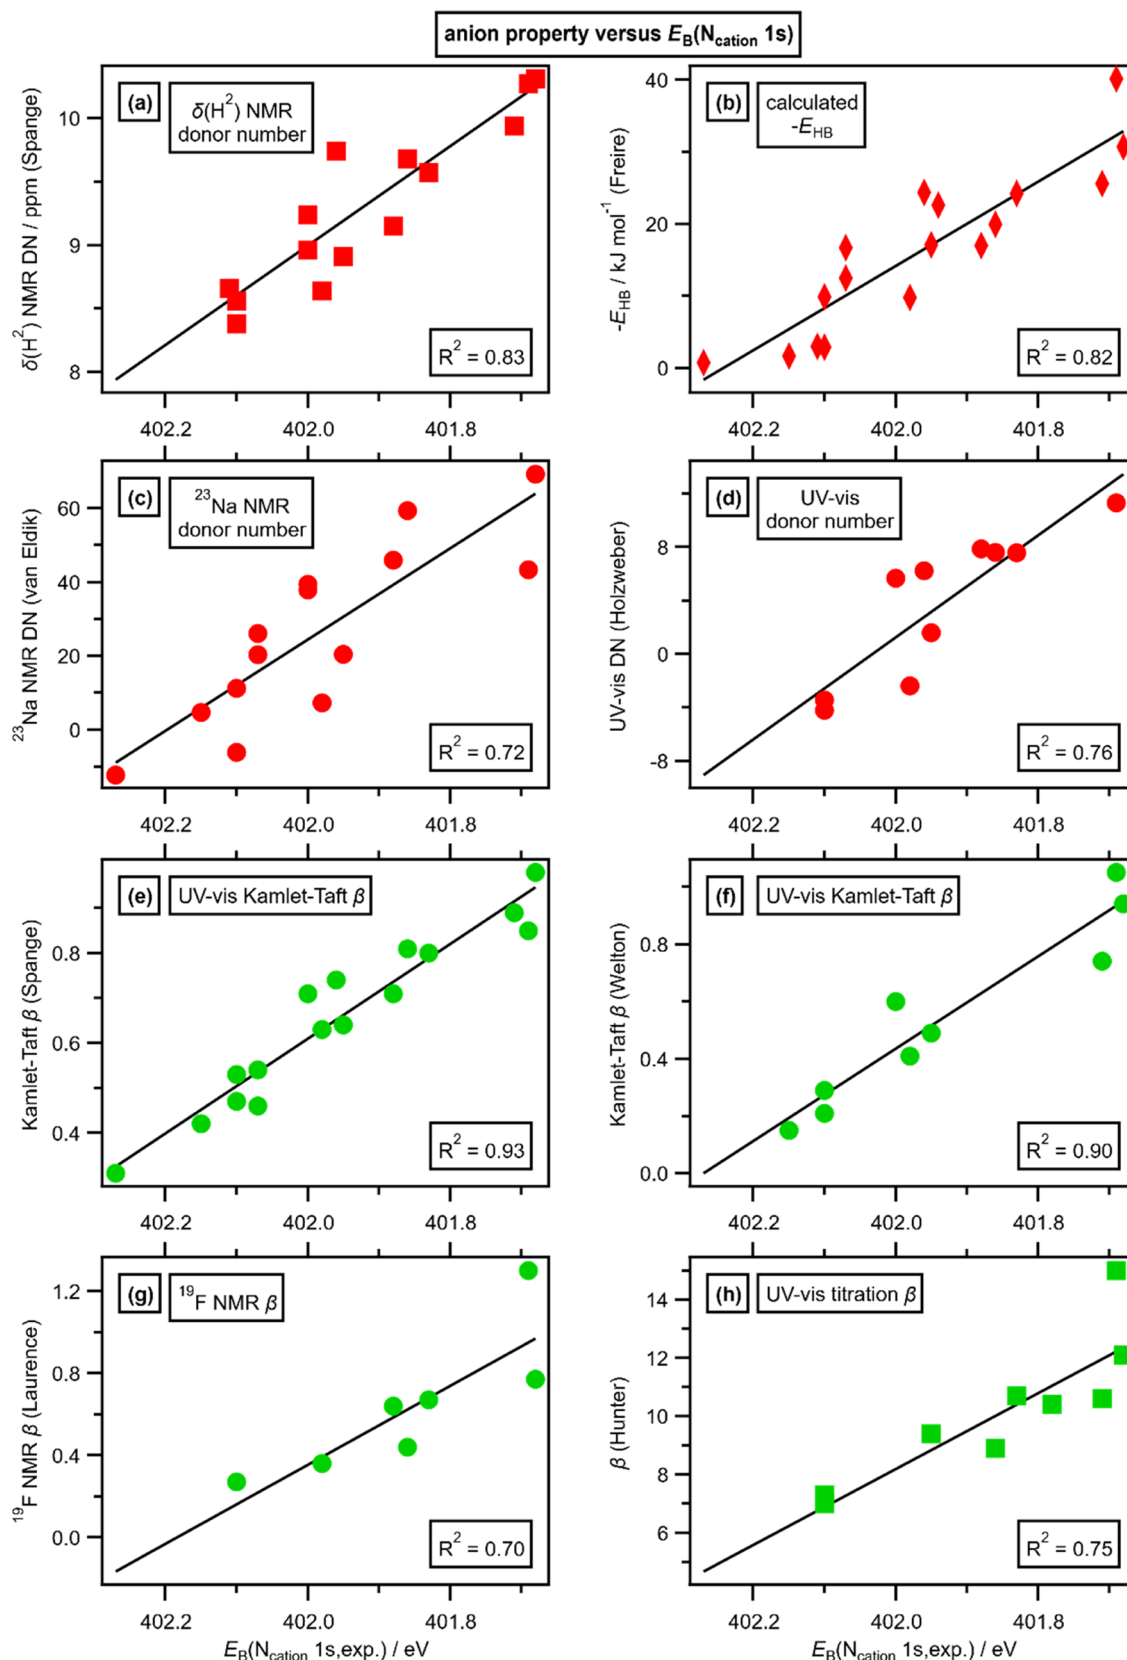 anion property versus E_B(N_cation 1s)
(a)
δ(H²) NMR
donor number
δ(H²) NMR DN / ppm (Spange)
10
9
8
R² = 0.83
402.2 402.0 401.8
(b)
calculated
-E_HB
-E_HB / kJ mol⁻¹ (Freire)
40
20
0
R² = 0.82
402.2 402.0 401.8
(c)
²³Na NMR
donor number
²³Na NMR DN (van Eldik)
60
40
20
0
R² = 0.72
402.2 402.0 401.8
(d)
UV-vis
donor number
UV-vis DN (Holzweber)
8
0
-8
R² = 0.76
402.2 402.0 401.8
(e)
UV-vis Kamlet-Taft β
Kamlet-Taft β (Spange)
0.8
0.6
0.4
R² = 0.93
402.2 402.0 401.8
(f)
UV-vis Kamlet-Taft β
Kamlet-Taft β (Welton)
0.8
0.4
0.0
R² = 0.90
402.2 402.0 401.8
(g)
¹⁹F NMR β
¹⁹F NMR β (Laurence)
1.2
0.8
0.4
0.0
R² = 0.70
402.2 402.0 401.8
E_B(N_cation 1s,exp.) / eV
(h)
UV-vis titration β
β (Hunter)
14
12
10
8
6
R² = 0.75
402.2 402.0 401.8
E_B(N_cation 1s,exp.) / eV